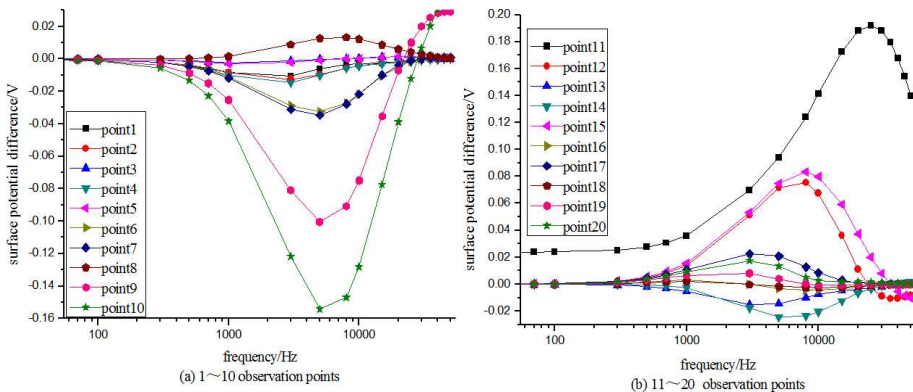 0.02
0.00
-0.02
-0.04
-0.06
-0.08
-0.10
-0.12
-0.14
-0.16
surface potential difference/V
point1
point2
point3
point4
point5
point6
point7
point8
point9
point10
100
1000
10000
frequency/Hz
(a) 1～10 observation points
0.20
0.18
0.16
0.14
0.12
0.10
0.08
0.06
0.04
0.02
0.00
-0.02
surface potential difference/V
point11
point12
point13
point14
point15
point16
point17
point18
point19
point20
100
1000
10000
frequency/Hz
(b) 11～20 observation points